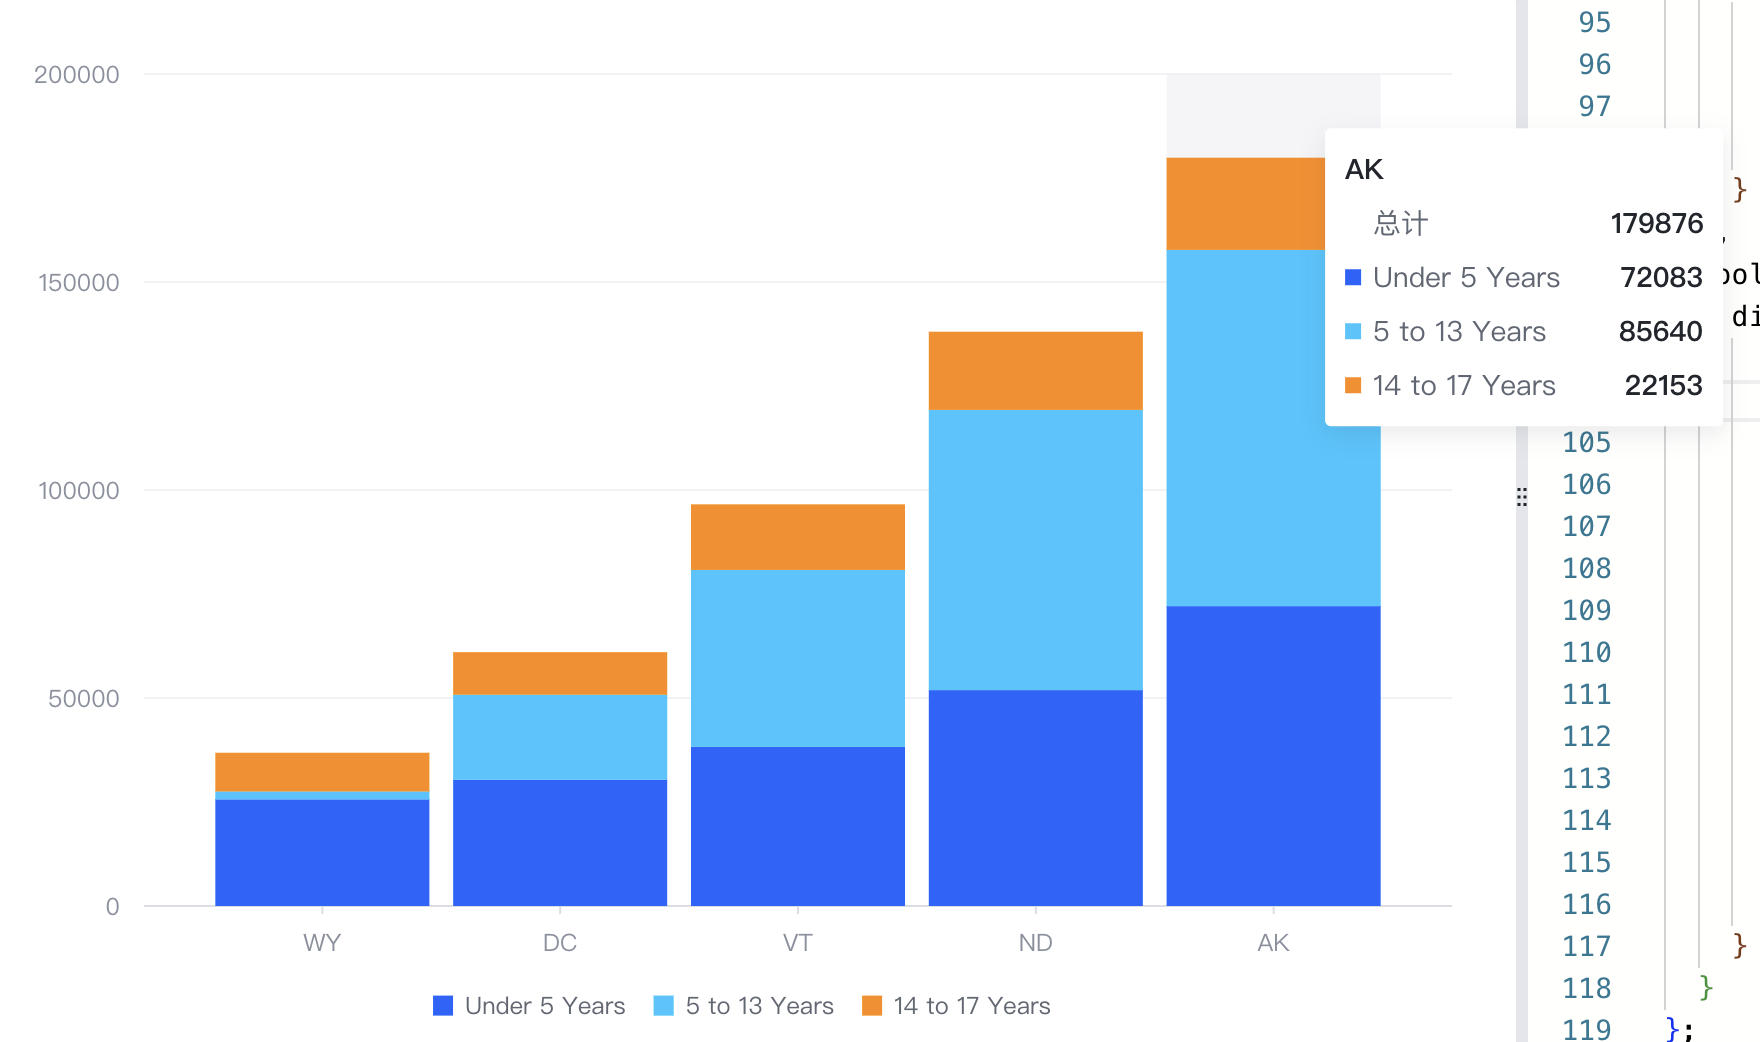 200000
150000
100000
50000
0
WY
DC
VT
ND
AK
Under 5 Years
5 to 13 Years
14 to 17 Years
AK
总计 179876
Under 5 Years 72083
5 to 13 Years 85640
14 to 17 Years 22153
95
96
97
}
,
di
105
106
107
108
109
110
111
112
113
114
115
116
117 }
118 }
119 };